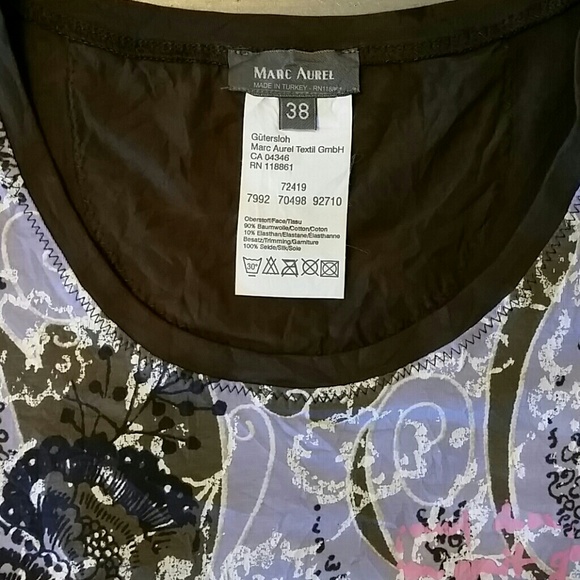 MARC AUREL
MADE IN TURKEY - RN118861
38
Gütersloh
Marc Aurel Textil GmbH
CA 04346
RN 118861
72419
7992 70498 92710
Oberstoff/Face/Tissu
90% Baumwolle/Cotton/Coton
10% Elasthan/Elastane/Elasthanne
Besatz/Trimming/Garniture
100% Seide/Silk/Soie
30°